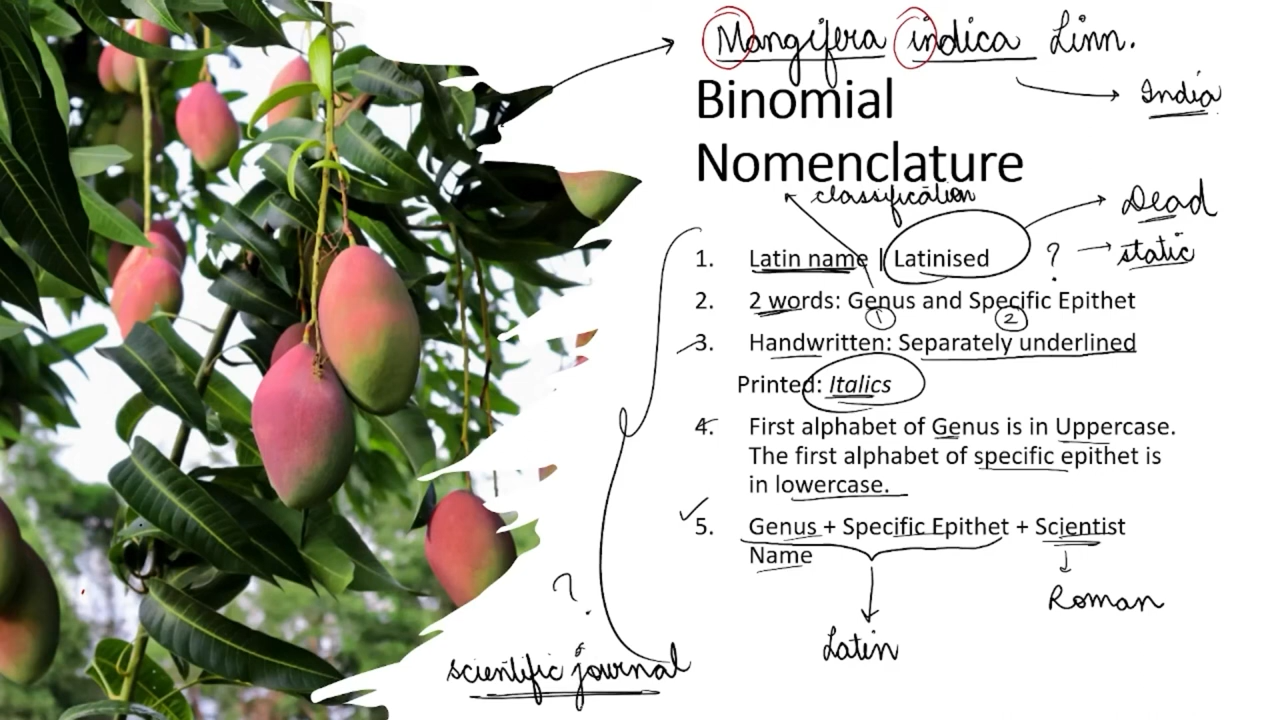 Mangifera indica Linn.
India
Binomial
Nomenclature
classification
Dead
1. Latin name | Latinised ? static
2. 2 words: Genus and Specific Epithet
1 2
3. Handwritten: Separately underlined
Printed: Italics
4. First alphabet of Genus is in Uppercase.
The first alphabet of specific epithet is
in lowercase.
5. Genus + Specific Epithet + Scientist
Name
?
Roman
Latin
scientific journal